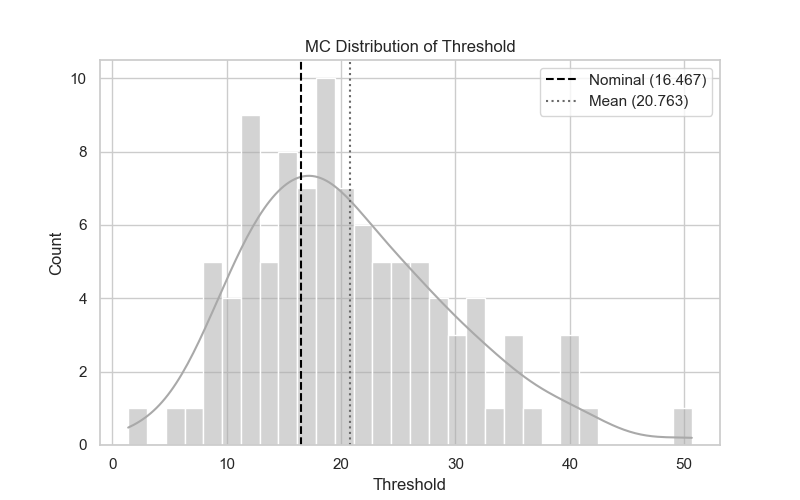 MC Distribution of Threshold
Nominal (16.467)
Mean (20.763)
10
8
6
4
2
0
Count
0 10 20 30 40 50
Threshold